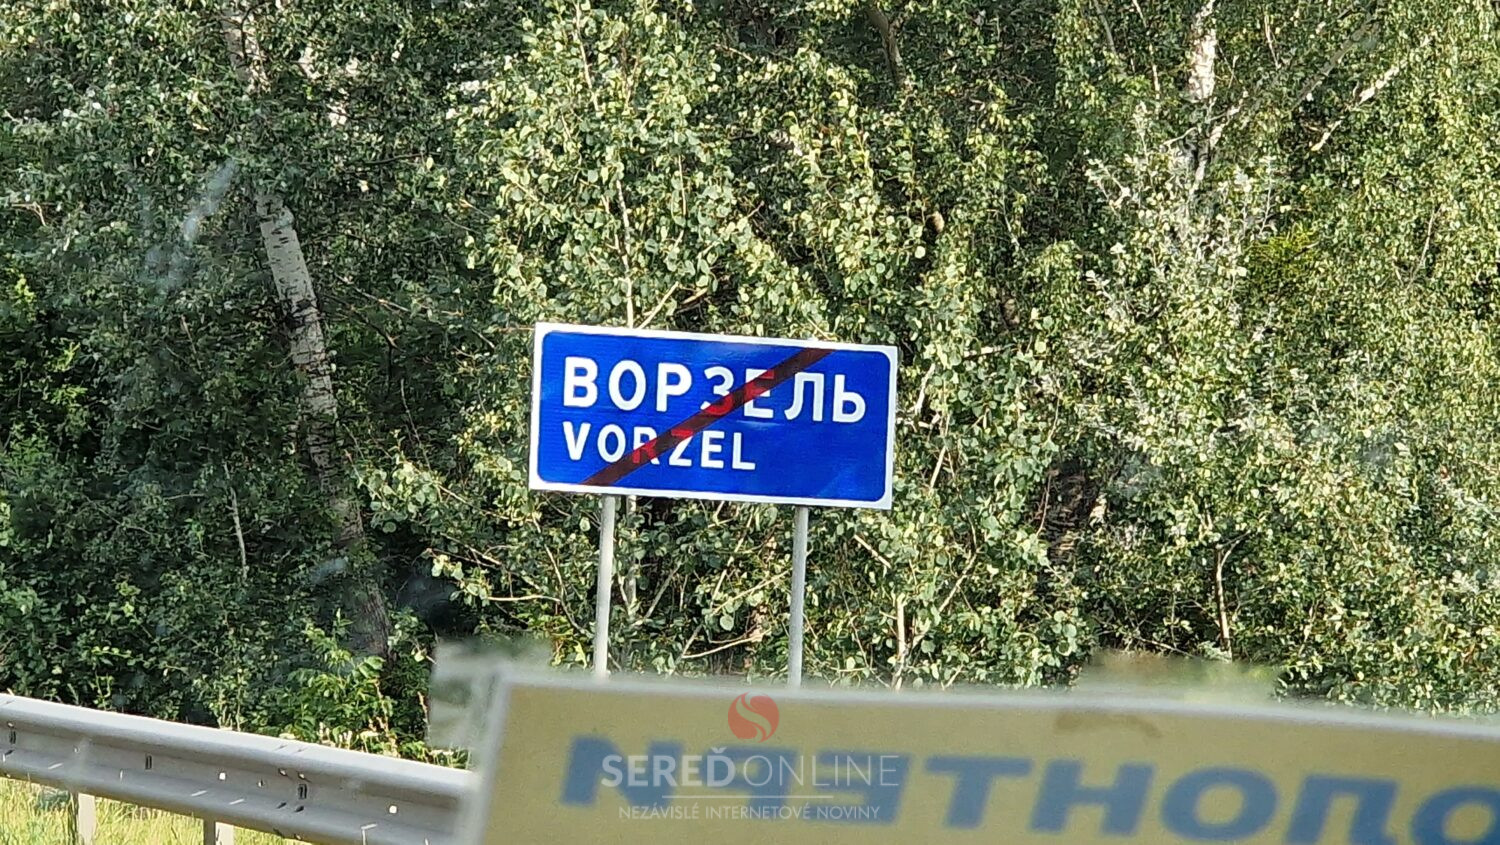 ВОРЗЕЛЬ
VORZEL
SEREĎONLINE
NEZÁVISLÉ INTERNETOVÉ NOVINY